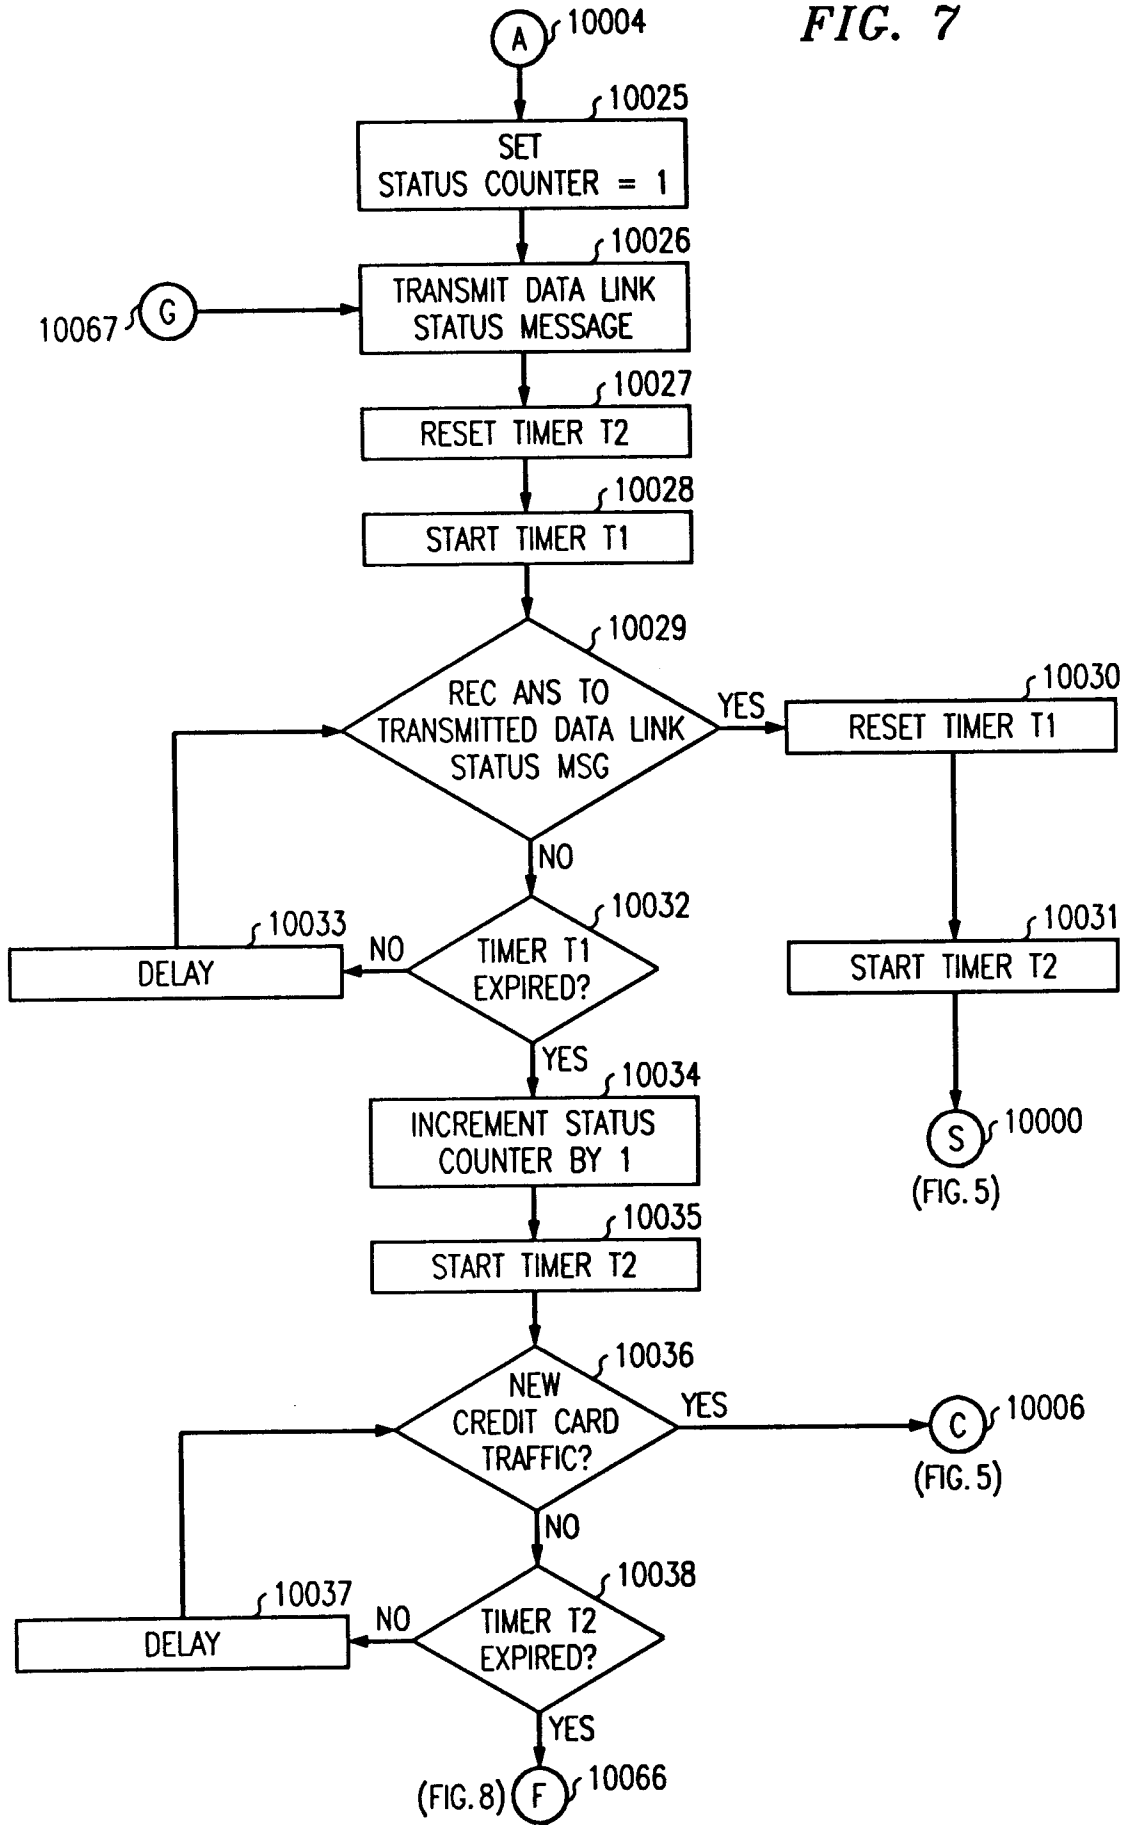 FIG. 7
A
10004
10025
SET
STATUS COUNTER = 1
10026
TRANSMIT DATA LINK
STATUS MESSAGE
G
10067
10027
RESET TIMER T2
10028
START TIMER T1
10029
REC ANS TO
TRANSMITTED DATA LINK
STATUS MSG
YES
10030
RESET TIMER T1
NO
10032
TIMER T1
EXPIRED?
NO
10033
DELAY
10031
START TIMER T2
YES
10034
INCREMENT STATUS
COUNTER BY 1
S
10000
(FIG. 5)
10035
START TIMER T2
10036
NEW
CREDIT CARD
TRAFFIC?
YES
C
10006
(FIG. 5)
NO
10038
TIMER T2
EXPIRED?
NO
10037
DELAY
YES
(FIG. 8)
F
10066